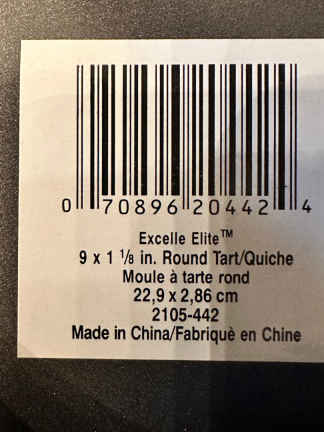 0 70896 20442 4
Excelle Elite™
9 x 1 1/8 in. Round Tart/Quiche
Moule à tarte rond
22,9 x 2,86 cm
2105-442
Made in China/Fabriquè en Chine